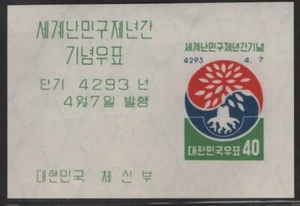 세계난민구제년간
기념우표
단기 4293 년
4월7일 발행
대한민국 체신부
세계난민구제년간기념
4293 4. 7
대한민국우표 40